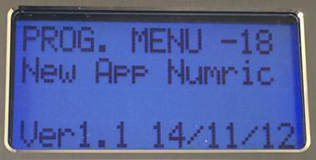 PROG. MENU -18
New App Numric
Ver1.1 14/11/12